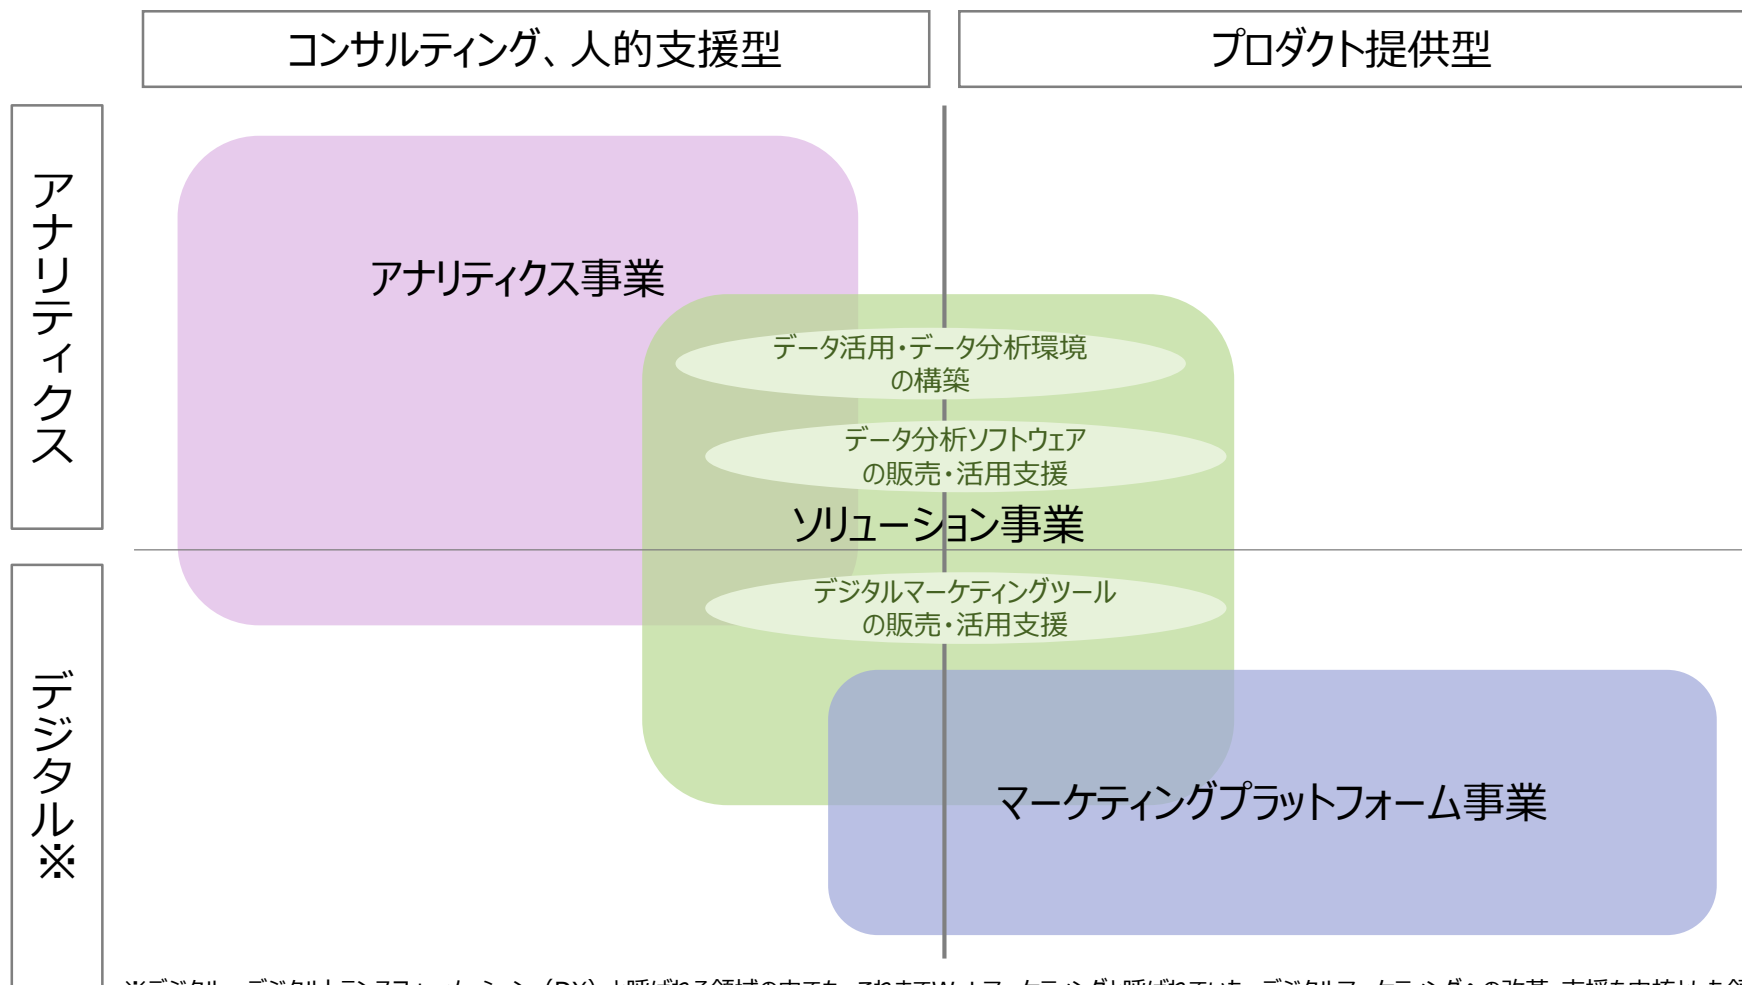 コンサルティング、人的支援型
プロダクト提供型
アナリティクス
アナリティクス事業
データ活用・データ分析環境
の構築
データ分析ソフトウェア
の販売・活用支援
ソリューション事業
デジタルマーケティングツール
の販売・活用支援
デジタル※
マーケティングプラットフォーム事業